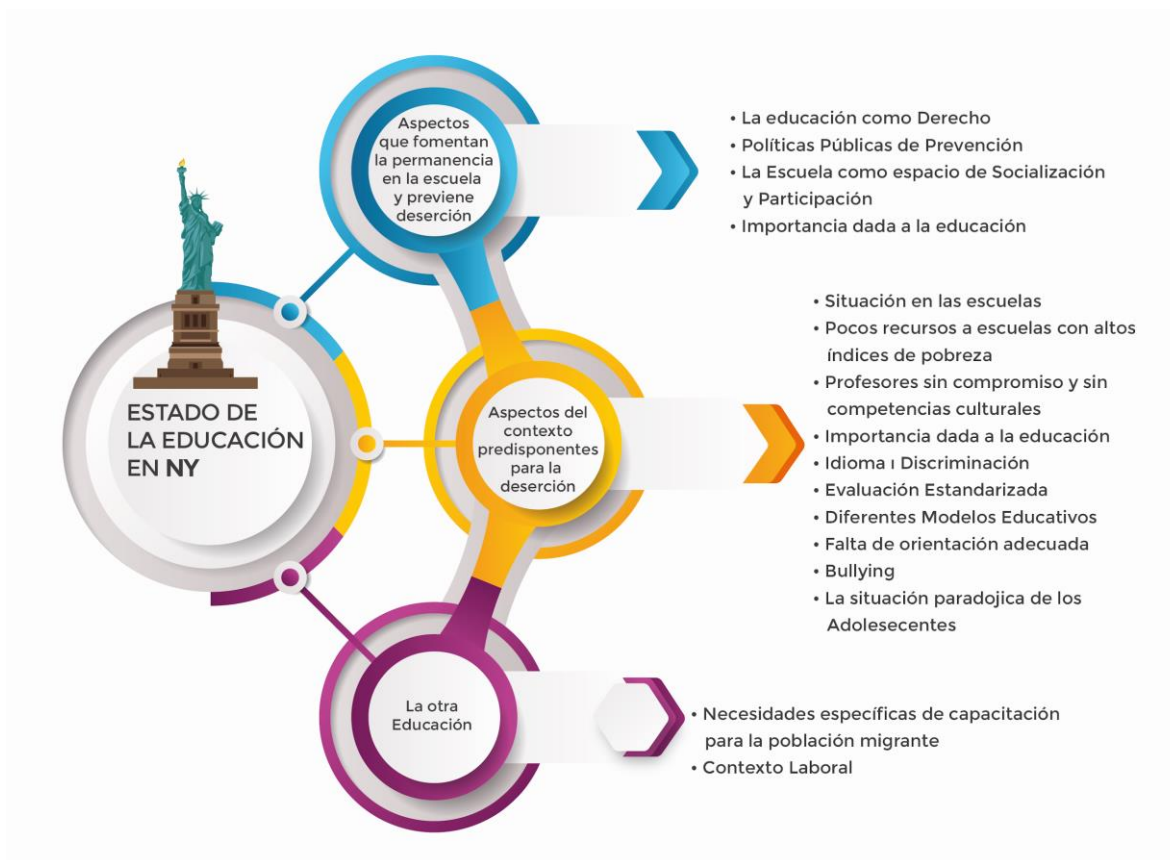 ESTADO DE
LA EDUCACIÓN
EN NY
Aspectos
que fomentan
la permanencia
en la escuela
y previene
deserción
• La educación como Derecho
• Políticas Públicas de Prevención
• La Escuela como espacio de Socialización
y Participación
• Importancia dada a la educación
Aspectos del
contexto
predisponentes
para la
deserción
• Situación en las escuelas
• Pocos recursos a escuelas con altos
índices de pobreza
• Profesores sin compromiso y sin
competencias culturales
• Importancia dada a la educación
• Idioma ı Discriminación
• Evaluación Estandarizada
• Diferentes Modelos Educativos
• Falta de orientación adecuada
• Bullying
• La situación paradojica de los
Adolesecentes
La otra
Educación
• Necesidades específicas de capacitación
para la población migrante
• Contexto Laboral